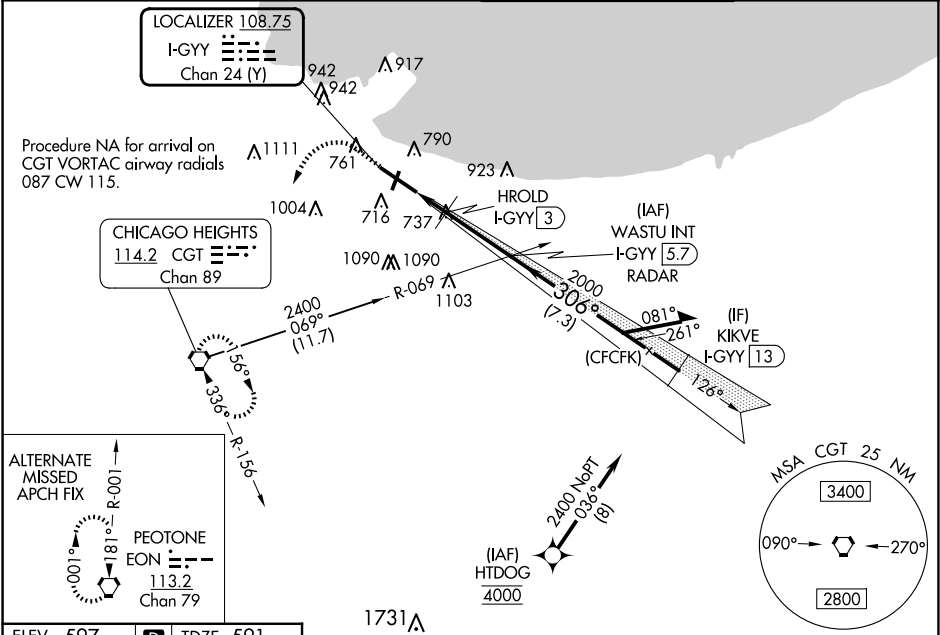 LOCALIZER 108.75
I-GYY
Chan 24 (Y)
942
942
917
Procedure NA for arrival on
CGT VORTAC airway radials
087 CW 115.
1111
761
790
923
1004
716
737
HROLD
I-GYY 3
(IAF)
WASTU INT
I-GYY 5.7
RADAR
CHICAGO HEIGHTS
114.2 CGT
Chan 89
1090
1090
R-069
1103
2400
069°
(11.7)
2000
306°
(7.3)
081°
261°
(IF)
KIKVE
I-GYY 13
(CFCFK)
126°
156°
336°
R-156
ALTERNATE
MISSED
APCH FIX
R-001
181°
001°
PEOTONE
EON
113.2
Chan 79
2400 NoPT
036°
(8)
(IAF)
HTDOG
4000
MSA CGT 25 NM
3400
090°
270°
2800
1731
ELEV 597
D
TDZE 591